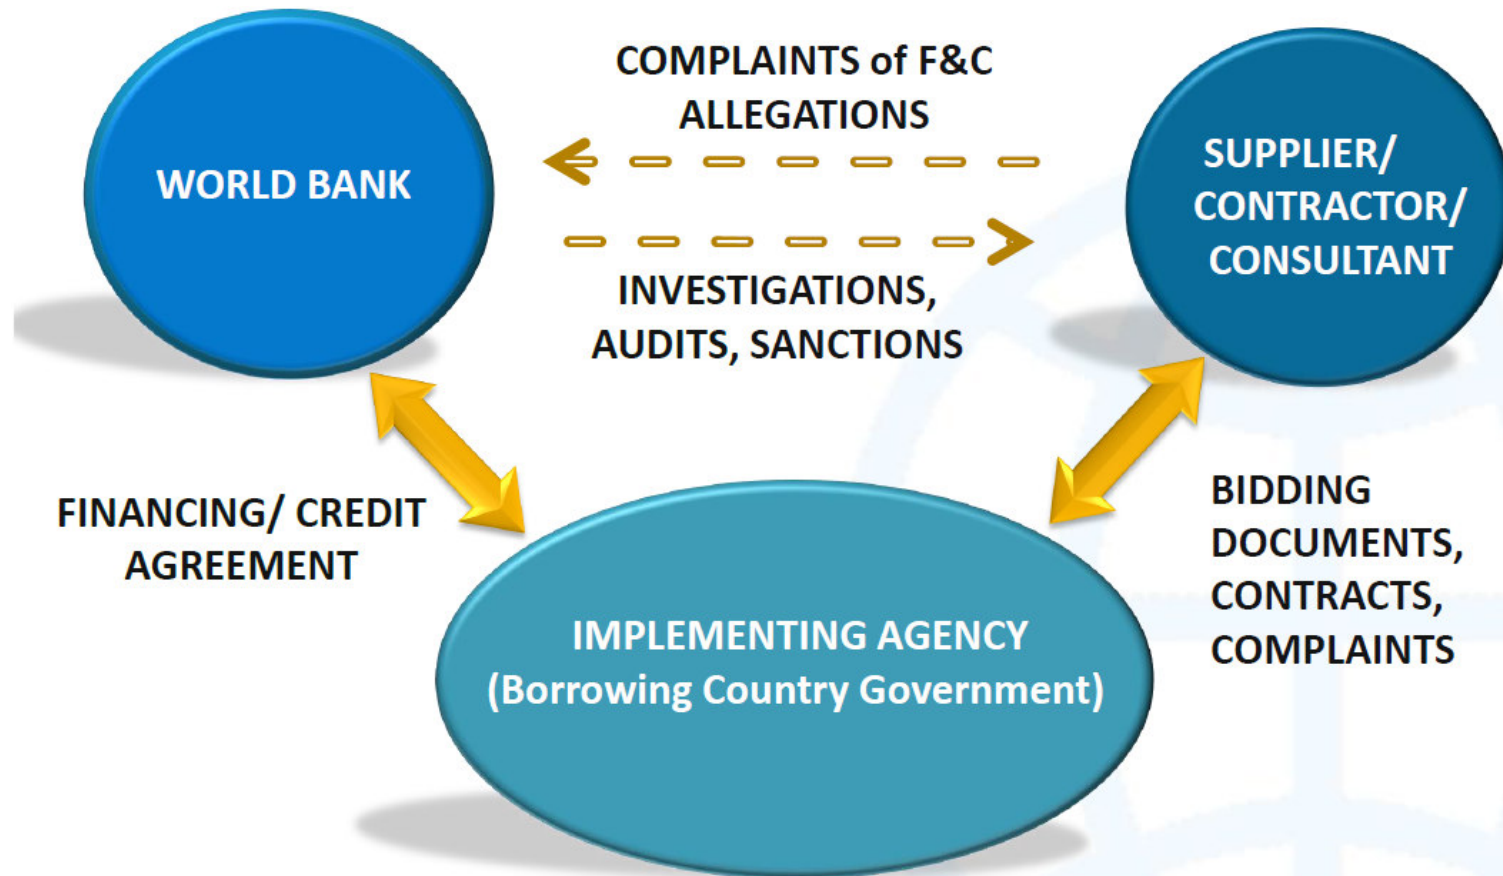 COMPLAINTS of F&C
ALLEGATIONS
WORLD BANK
SUPPLIER/
CONTRACTOR/
CONSULTANT
INVESTIGATIONS,
AUDITS, SANCTIONS
FINANCING/ CREDIT
AGREEMENT
BIDDING
DOCUMENTS,
CONTRACTS,
COMPLAINTS
IMPLEMENTING AGENCY
(Borrowing Country Government)